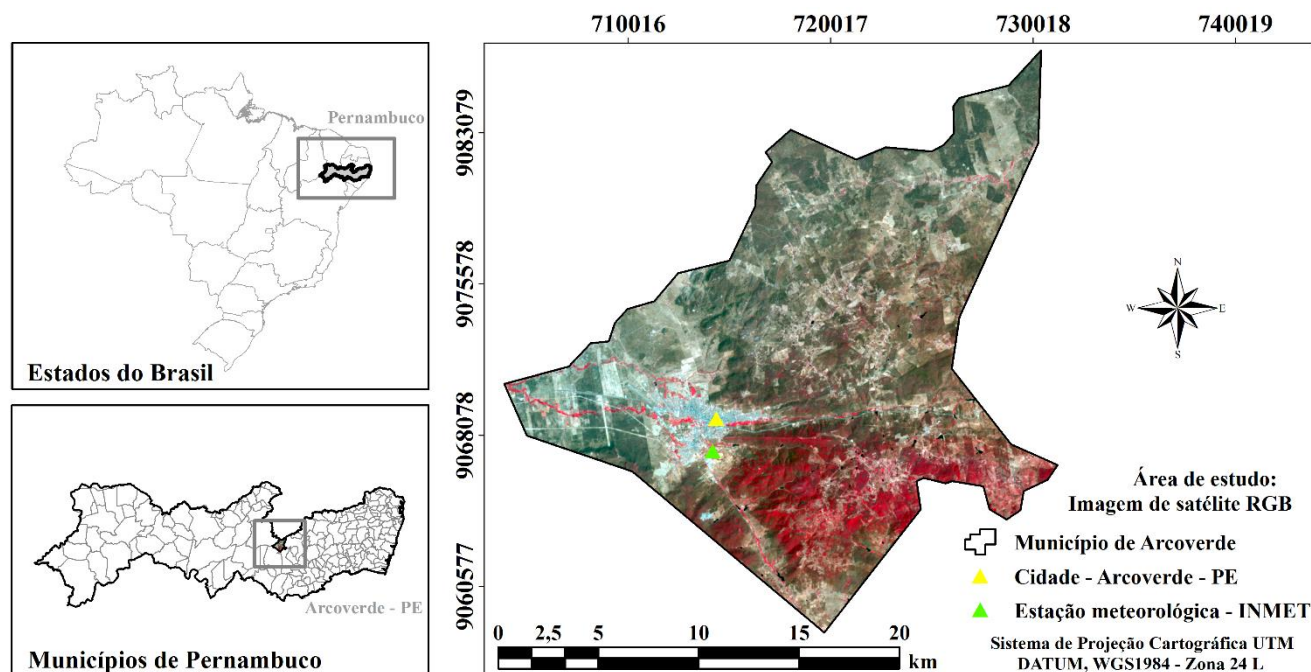 Pernambuco
Estados do Brasil
Arcoverde - PE
Municípios de Pernambuco
710016 720017 730018 740019
9083079
9075578
9068078
9060577
N
W E
S
Área de estudo:
Imagem de satélite RGB
Município de Arcoverde
Cidade - Arcoverde - PE
Estação meteorológica - INMET
0 2,5 5 10 15 20
km
Sistema de Projeção Cartográfica UTM
DATUM, WGS1984 - Zona 24 L